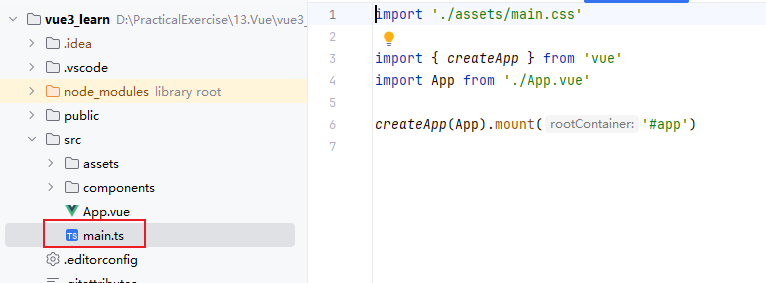 vue3_learn D:\PracticalExercise\13.Vue\vue3_
.idea
.vscode
node_modules library root
public
src
assets
components
App.vue
TS main.ts
.editorconfig
1 import './assets/main.css'
2
3 import { createApp } from 'vue'
4 import App from './App.vue'
5
6 createApp(App).mount( rootContainer: '#app')
7